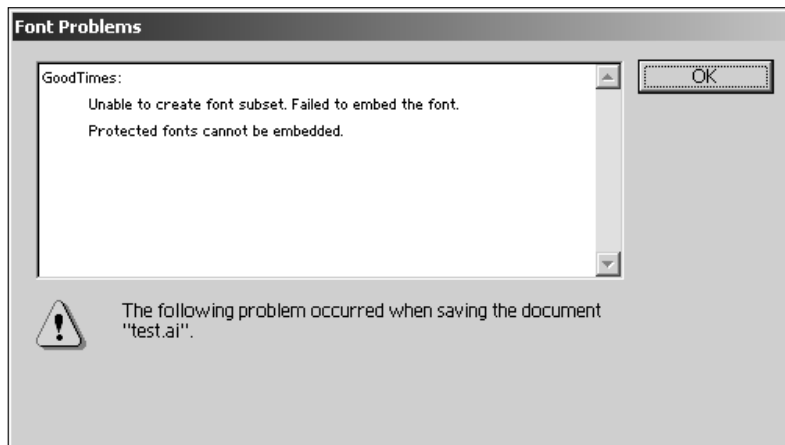 Font Problems
GoodTimes:
Unable to create font subset. Failed to embed the font.
Protected fonts cannot be embedded.
OK
The following problem occurred when saving the document
"test.ai".